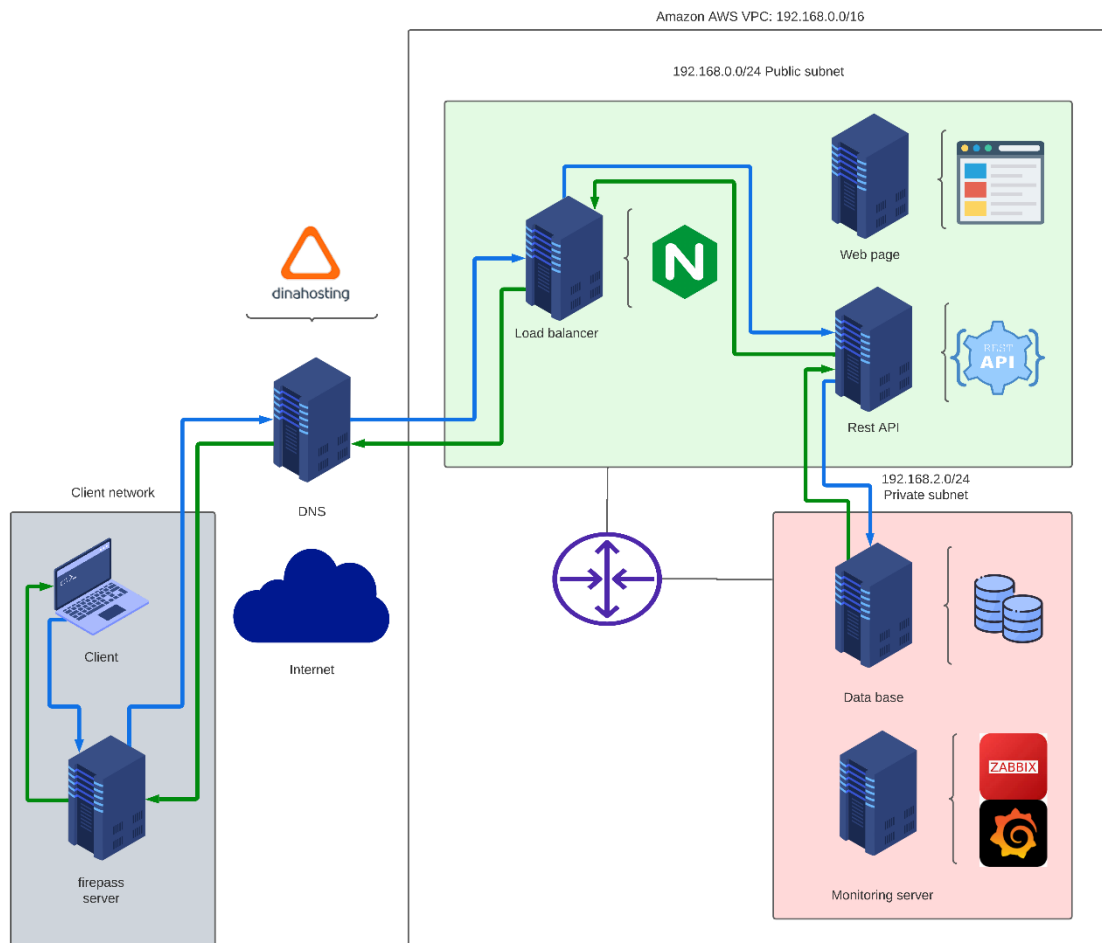 Amazon AWS VPC: 192.168.0.0/16
192.168.0.0/24 Public subnet
Web page
Load balancer
N
dinahosting
REST
API
Rest API
192.168.2.0/24
Private subnet
Client network
DNS
Client
Internet
Data base
ZABBIX
firepass
server
Monitoring server